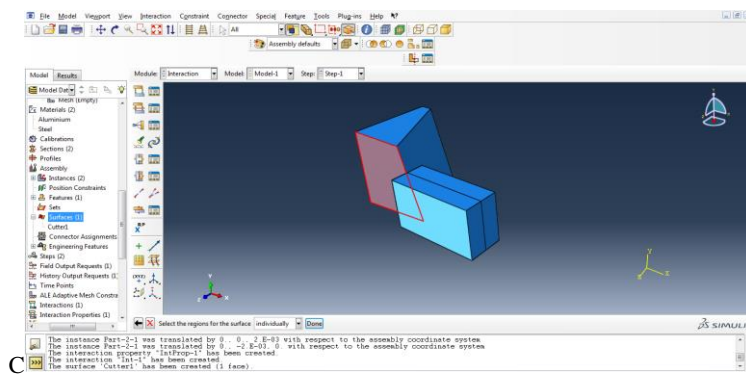 File Model Viewport View Interaction Constraint Connector Special Feature Tools Plug-ins Help
All
Assembly defaults
Model Results Module: Interaction Model: Model-1 Step: Step-1
Model Dat
Mesh (Empty)
Materials (2)
Aluminium
Steel
Calibrations
Sections (2)
Profiles
Assembly
Instances (2)
Position Constraints
Features (1)
Sets
Surfaces (1)
Cutter1
Connector Assignments
Engineering Features
Steps (2)
Field Output Requests (1)
History Output Requests (1)
Time Points
ALE Adaptive Mesh Constra
Interactions (1)
Interaction Properties (1)
Y
Z X
Y
Z X
Select the regions for the surface individually Done
SIMULI
The instance Part-2-1 was translated by 0., 0., 2.E-03 with respect to the assembly coordinate system
The instance Part-2-1 was translated by 0., -2.E-03, 0. with respect to the assembly coordinate system
The interaction property "IntProp-1" has been created.
The interaction "Int-1" has been created.
The surface 'Cutter1' has been created (1 face).
C